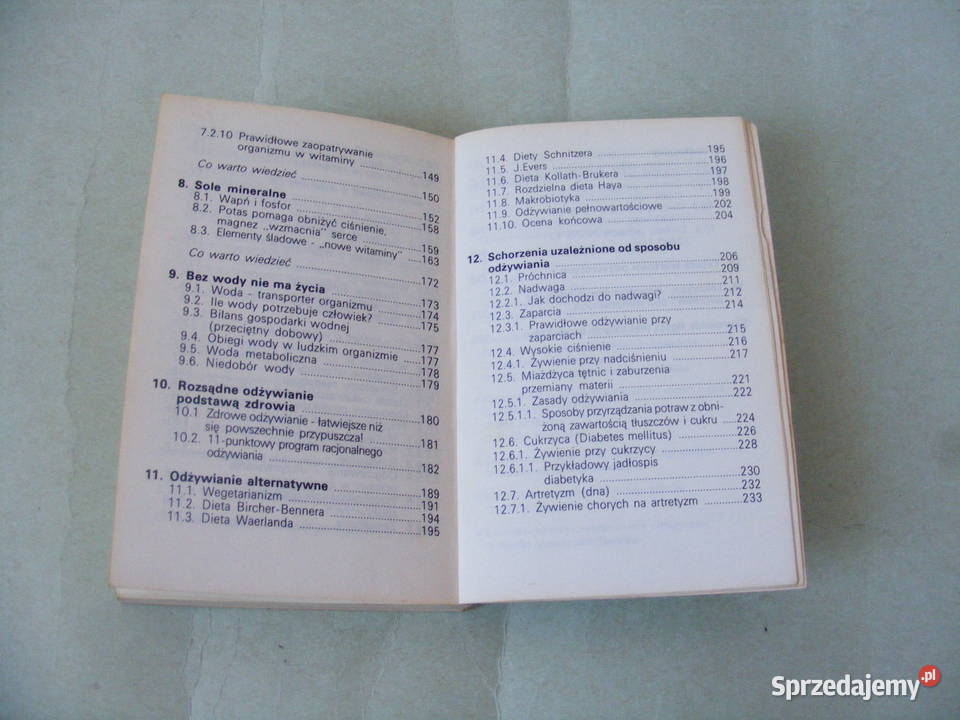 7.2.10 Prawidłowe zaopatrywanie
organizmu w witaminy ..........149
Co warto wiedzieć ..........150
8. Sole mineralne ..........152
8.1. Wapń i fosfor ..........158
8.2. Potas pomaga obniżyć ciśnienie,
magnez „wzmacnia" serce ..........159
8.3. Elementy śladowe - „nowe witaminy" ..........163
Co warto wiedzieć ..........172
9. Bez wody nie ma życia ..........173
9.1. Woda - transporter organizmu ..........174
9.2. Ile wody potrzebuje człowiek? ..........175
9.3. Bilans gospodarki wodnej
(przeciętny dobowy) ..........177
9.4. Obiegi wody w ludzkim organizmie ..........177
9.5. Woda metaboliczna ..........178
9.6. Niedobór wody ..........179
10. Rozsądne odżywianie
podstawą zdrowia ..........180
10.1 Zdrowe odżywianie - łatwiejsze niż
się powszechnie przypuszcza! ..........181
10.2. 11-punktowy program racjonalnego
odżywiania ..........182
11. Odżywianie alternatywne ..........189
11.1. Wegetarianizm ..........191
11.2. Dieta Bircher-Bennera ..........194
11.3. Dieta Waerlanda ..........195
11.4. Diety Schnitzera ..........195
11.5. J.Evers ..........196
11.6. Dieta Kollath-Brukera ..........197
11.7. Rozdzielna dieta Haya ..........198
11.8. Makrobiotyka ..........199
11.9. Odżywianie pełnowartościowe ..........202
11.10. Ocena końcowa ..........204
12. Schorzenia uzależnione od sposobu
odżywiania ..........206
12.1. Próchnica ..........209
12.2. Nadwaga ..........211
12.2.1. Jak dochodzi do nadwagi? ..........212
12.3. Zaparcia ..........214
12.3.1. Prawidłowe odżywianie przy
zaparciach ..........215
12.4. Wysokie ciśnienie ..........216
12.4.1. Żywienie przy nadciśnieniu ..........217
12.5. Miażdżyca tętnic i zaburzenia
przemiany materii ..........221
12.5.1. Zasady odżywiania ..........222
12.5.1.1. Sposoby przyrządzania potraw z obni-
żoną zawartością tłuszczów i cukru ..........224
12.6. Cukrzyca (Diabetes mellitus) ..........226
12.6.1. Żywienie przy cukrzycy ..........228
12.6.1.1. Przykładowy jadłospis
diabetyka ..........230
12.7. Artretyzm (dna) ..........232
12.7.1. Żywienie chorych na artretyzm ..........233
Sprzedajemy.pl